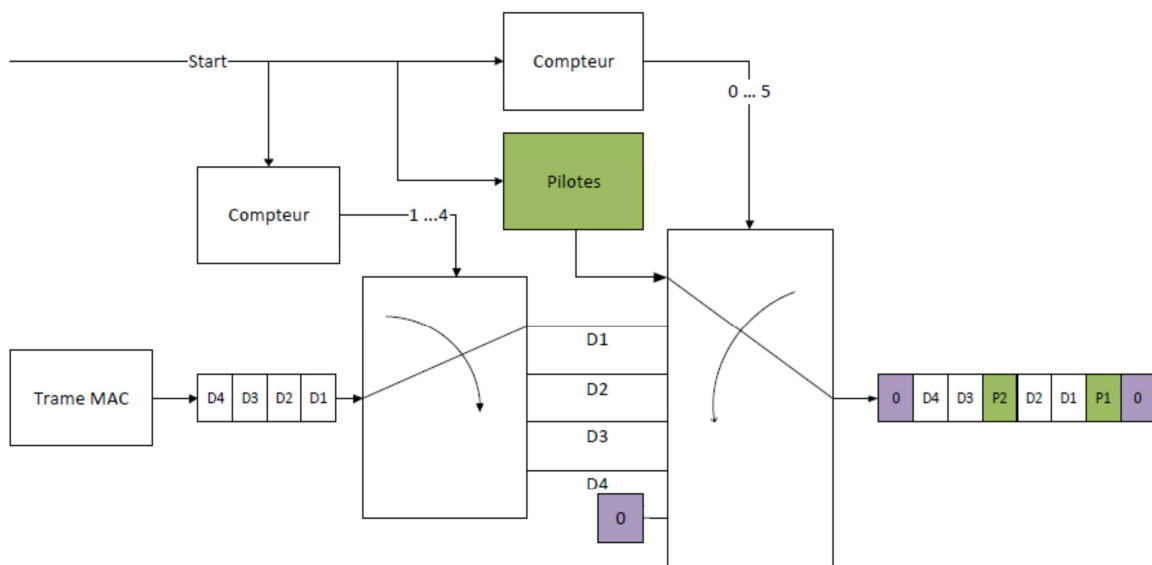 Start
Compteur
0 ... 5
Pilotes
Compteur
1 ...4
D1
Trame MAC
D4 D3 D2 D1
D2
0 D4 D3 P2 D2 D1 P1 0
D3
D4
0